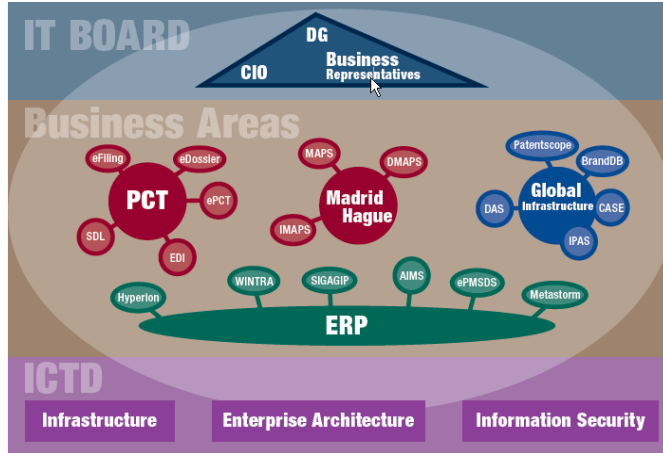 IT BOARD
DG
CIO
Business
Representatives
Business Areas
eFiling
eDossier
PCT
ePCT
SDL
EDI
MAPS
DMAPS
Madrid
Hague
IMAPS
Patentscope
BrandDB
Global
Infrastructure
DAS
CASE
IPAS
Hyperion
WINTRA
SIGAGIP
AIMS
ePMSDS
Metastorm
ERP
ICTD
Infrastructure
Enterprise Architecture
Information Security